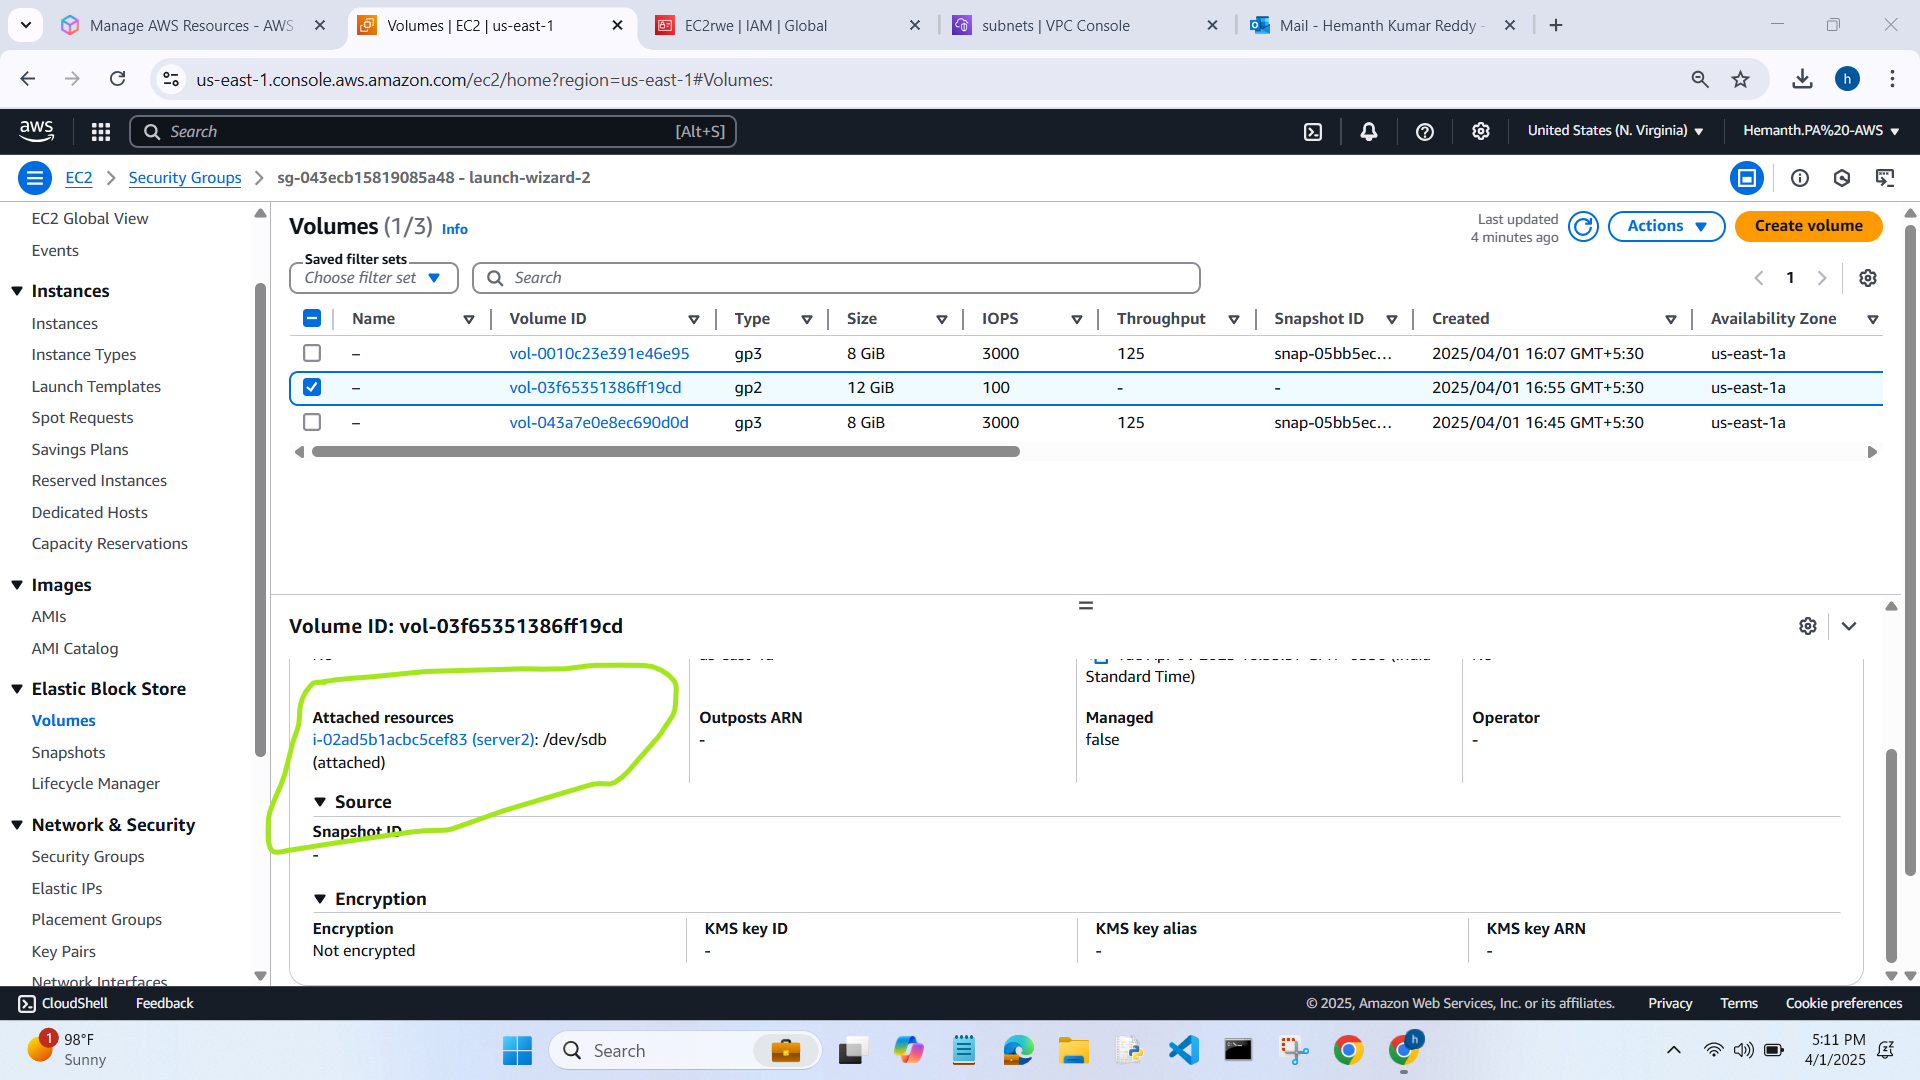 Manage AWS Resources - AWS
Volumes | EC2 | us-east-1
EC2rwe | IAM | Global
subnets | VPC Console
Mail - Hemanth Kumar Reddy -
us-east-1.console.aws.amazon.com/ec2/home?region=us-east-1#Volumes:
h
aws
Search
[Alt+S]
United States (N. Virginia)
Hemanth.PA%20-AWS
EC2
Security Groups
sg-043ecb15819085a48 - launch-wizard-2
EC2 Global View
Events
Instances
Instances
Instance Types
Launch Templates
Spot Requests
Savings Plans
Reserved Instances
Dedicated Hosts
Capacity Reservations
Images
AMIs
AMI Catalog
Elastic Block Store
Volumes
Snapshots
Lifecycle Manager
Network & Security
Security Groups
Elastic IPs
Placement Groups
Key Pairs
Network Interfaces
Volumes (1/3) Info
Last updated
4 minutes ago
Actions
Create volume
Saved filter sets
Choose filter set
Search
1
Name Volume ID Type Size IOPS Throughput Snapshot ID Created Availability Zone
– vol-0010c23e391e46e95 gp3 8 GiB 3000 125 snap-05bb5ec... 2025/04/01 16:07 GMT+5:30 us-east-1a
– vol-03f65351386ff19cd gp2 12 GiB 100 - - 2025/04/01 16:55 GMT+5:30 us-east-1a
– vol-043a7e0e8ec690d0d gp3 8 GiB 3000 125 snap-05bb5ec... 2025/04/01 16:45 GMT+5:30 us-east-1a
Volume ID: vol-03f65351386ff19cd
Standard Time)
Attached resources
i-02ad5b1acbc5cef83 (server2): /dev/sdb
(attached)
Outposts ARN
-
Managed
false
Operator
-
Source
Snapshot ID
-
Encryption
Encryption
Not encrypted
KMS key ID
-
KMS key alias
-
KMS key ARN
-
CloudShell
Feedback
© 2025, Amazon Web Services, Inc. or its affiliates.
Privacy
Terms
Cookie preferences
1
98°F
Sunny
Search
h
5:11 PM
4/1/2025